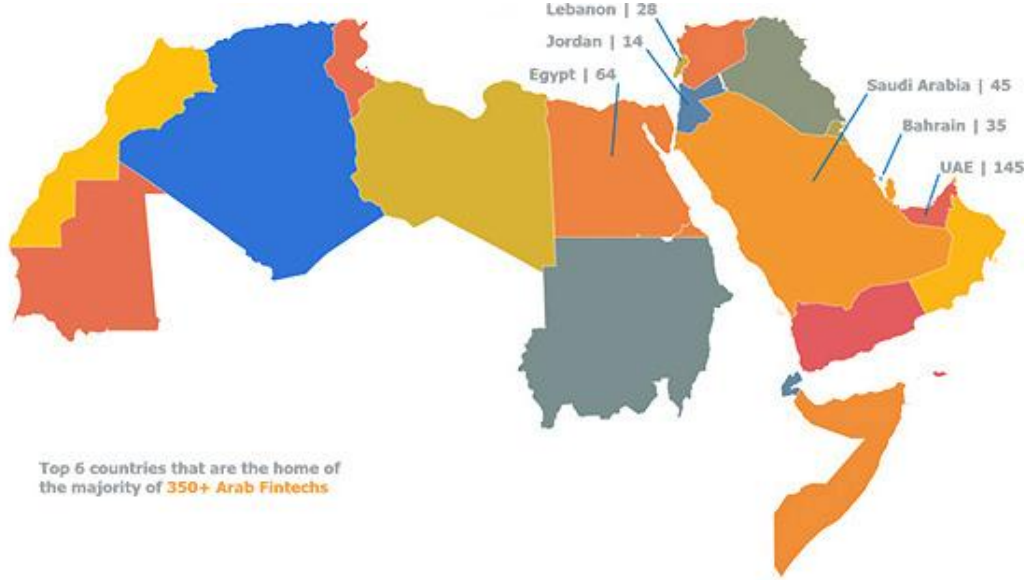 Lebanon | 28
Jordan | 14
Egypt | 64
Saudi Arabia | 45
Bahrain | 35
UAE | 145
Top 6 countries that are the home of
the majority of 350+ Arab Fintechs